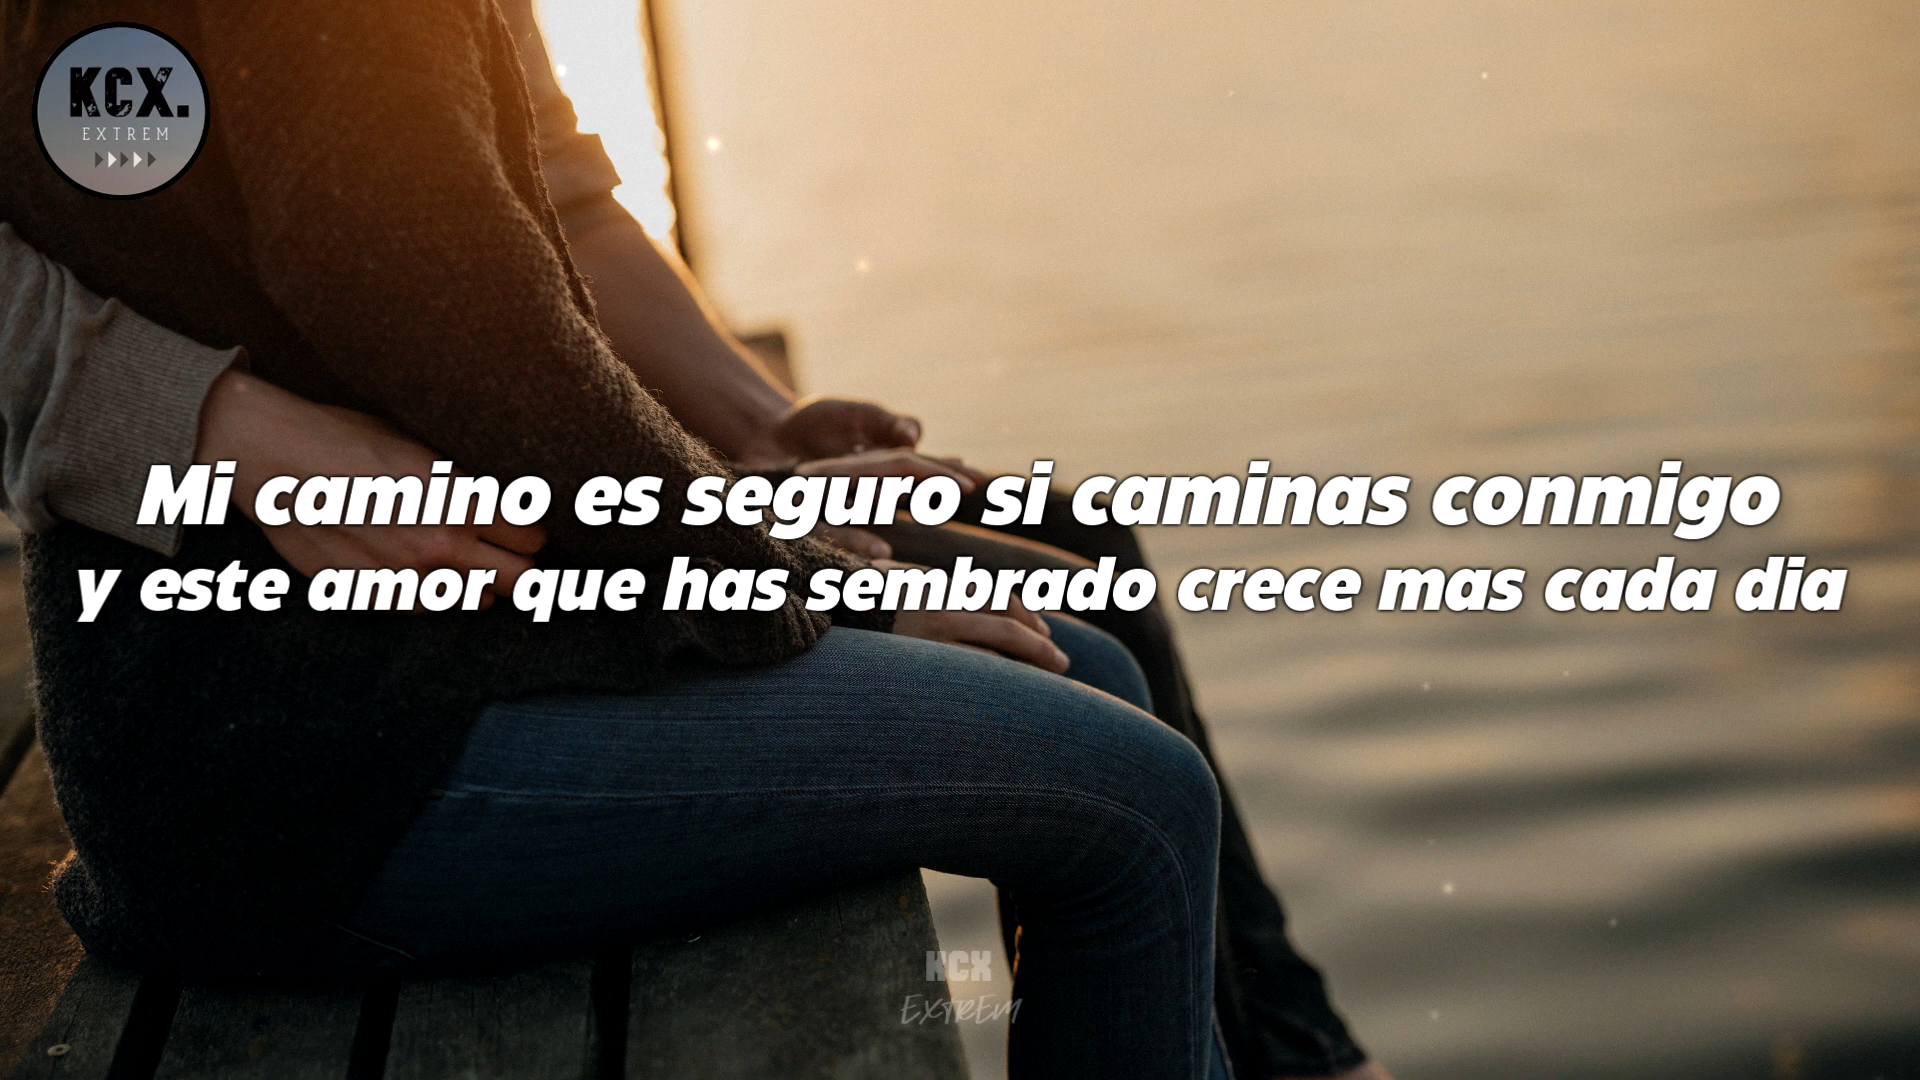 KCX.
EXTREM
Mi camino es seguro si caminas conmigo
y este amor que has sembrado crece mas cada dia
KCX
EXTREM